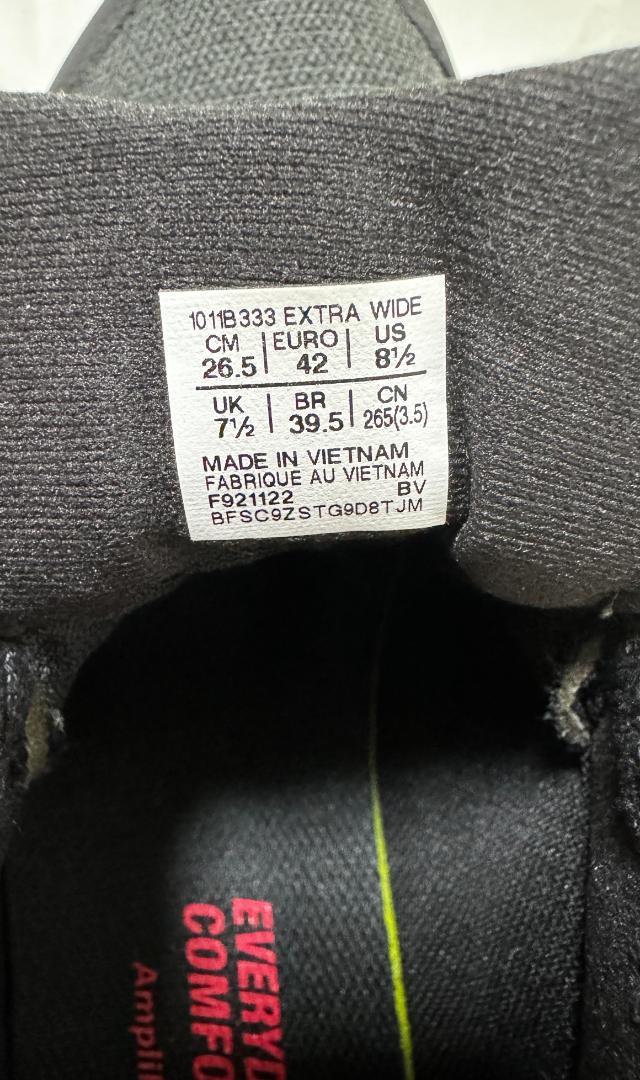 1011B333 EXTRA WIDE
CM | EURO | US
26.5 | 42 | 8½
UK | BR | CN
7½ | 39.5 | 265(3.5)
MADE IN VIETNAM
FABRIQUE AU VIETNAM
F921122 BV
BFSC9ZSTG9D8TJM